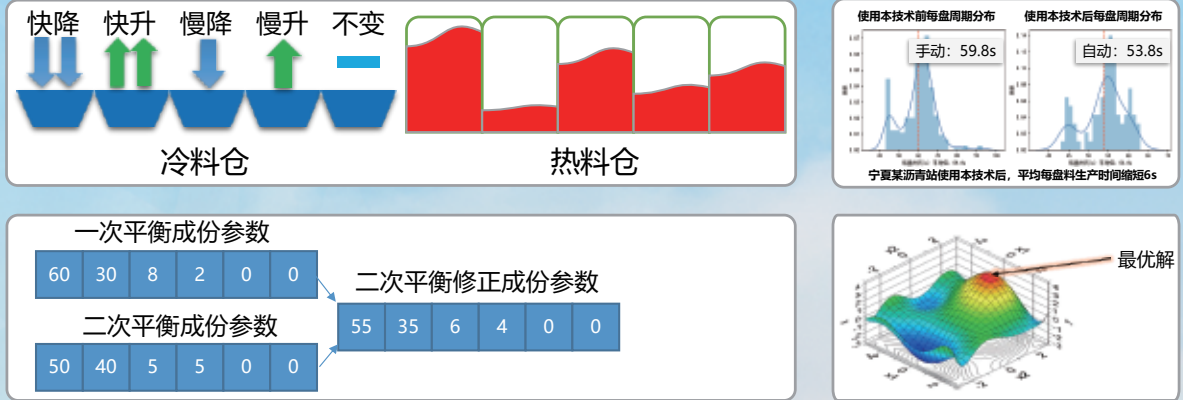 快降 快升 慢降 慢升 不变
冷料仓
热料仓
使用本技术前每盘周期分布
使用本技术后每盘周期分布
手动：59.8s
自动：53.8s
宁夏某沥青站使用本技术后，平均每盘料生产时间缩短6s
一次平衡成份参数
60 30 8 2 0 0
二次平衡成份参数
50 40 5 5 0 0
二次平衡修正成份参数
55 35 6 4 0 0
最优解